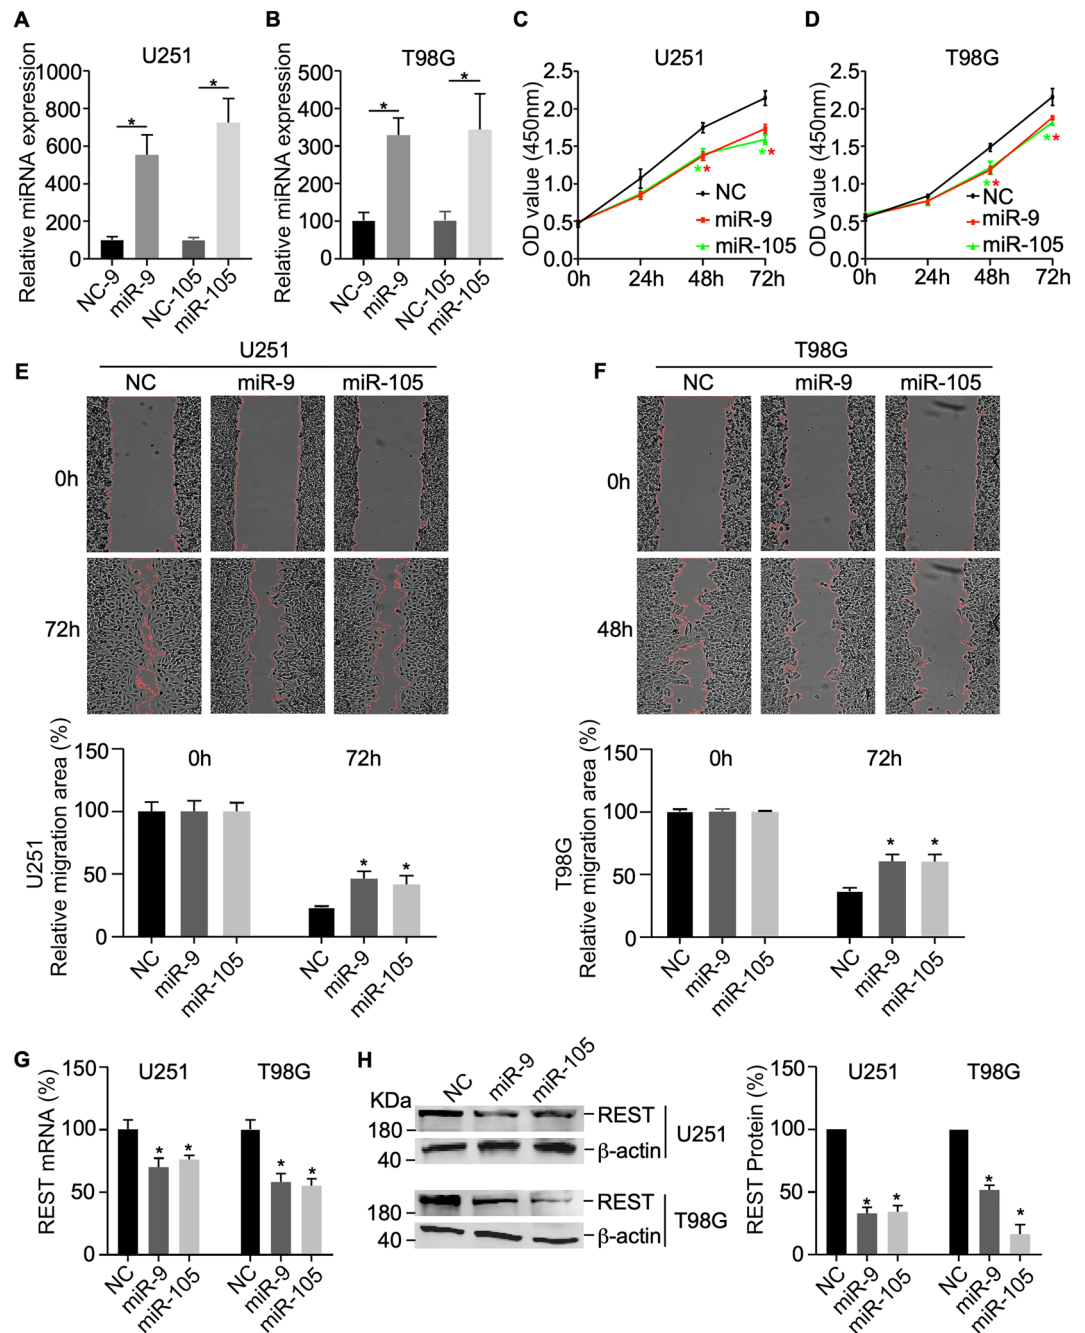 A
U251
Relative miRNA expression
1000
800
600
400
200
0
*
*
NC-9
miR-9
NC-105
miR-105
B
T98G
Relative miRNA expression
500
400
300
200
100
0
*
*
NC-9
miR-9
NC-105
miR-105
C
U251
OD value (450nm)
2.5
2.0
1.5
1.0
0.5
0.0
**
**
NC
miR-9
miR-105
0h 24h 48h 72h
D
T98G
OD value (450nm)
2.5
2.0
1.5
1.0
0.5
0.0
**
**
NC
miR-9
miR-105
0h 24h 48h 72h
E
U251
NC miR-9 miR-105
0h
72h
U251
Relative migration area (%)
150
100
50
0
0h 72h
* *
NC
miR-9
miR-105
NC
miR-9
miR-105
F
T98G
NC miR-9 miR-105
0h
48h
T98G
Relative migration area (%)
150
100
50
0
0h 72h
* *
NC
miR-9
miR-105
NC
miR-9
miR-105
G
U251 T98G
REST mRNA (%)
150
100
50
0
* * * *
NC
miR-9
miR-105
NC
miR-9
miR-105
H
NC miR-9 miR-105
KDa
180
40
REST
β-actin
U251
180
40
REST
β-actin
T98G
U251 T98G
REST Protein (%)
150
100
50
0
* * * *
NC
miR-9
miR-105
NC
miR-9
miR-105